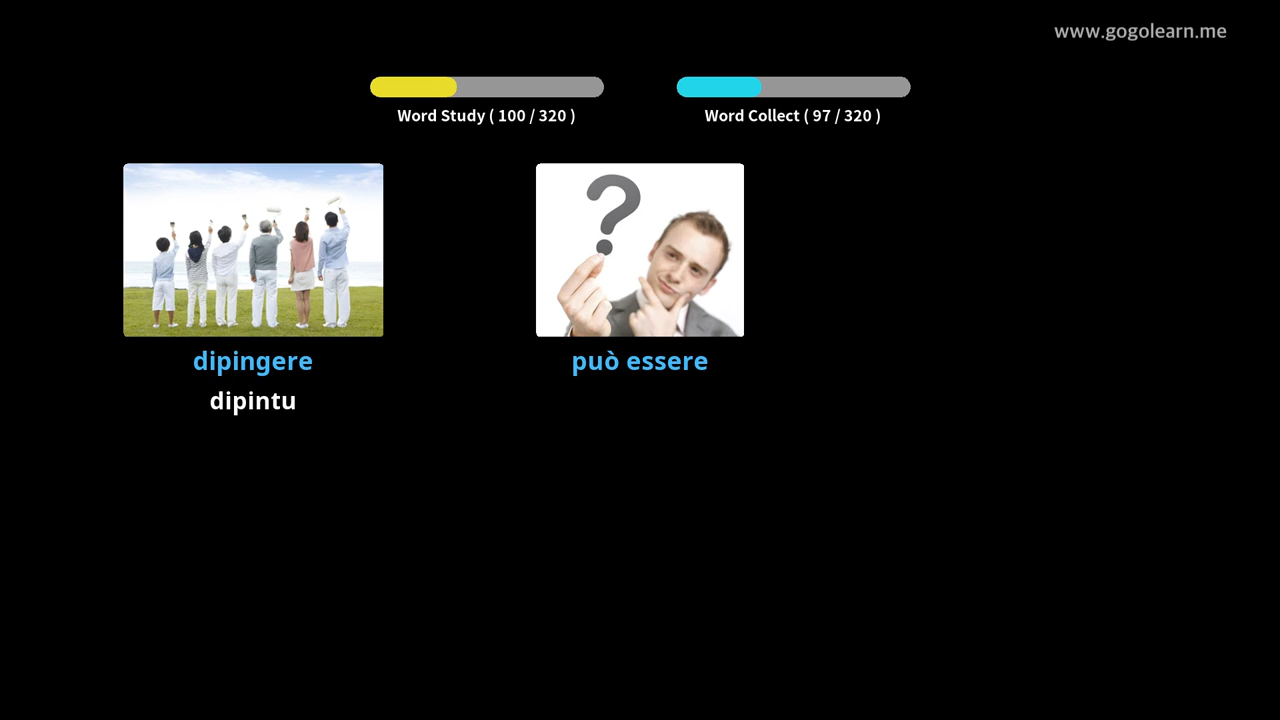 www.gogolearn.me
Word Study ( 100 / 320 )
Word Collect ( 97 / 320 )
dipingere
dipintu
può essere